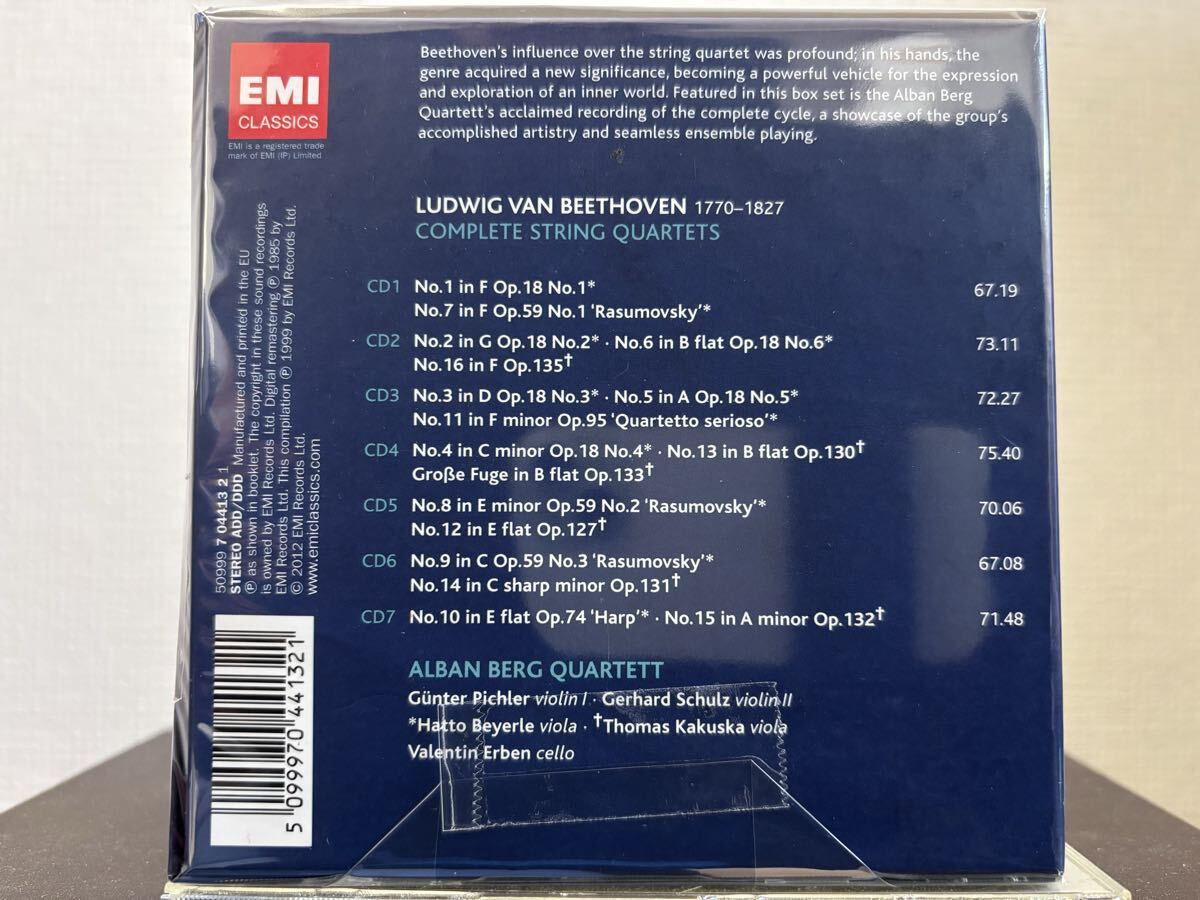 EMI
CLASSICS
EMI is a registered trade
mark of EMI (IP) Limited
Beethoven's influence over the string quartet was profound; in his hands, the
genre acquired a new significance, becoming a powerful vehicle for the expression
and exploration of an inner world. Featured in this box set is the Alban Berg
Quartett's acclaimed recording of the complete cycle, a showcase of the group's
accomplished artistry and seamless ensemble playing.
LUDWIG VAN BEETHOVEN 1770–1827
COMPLETE STRING QUARTETS
CD1 No.1 in F Op.18 No.1* 67.19
No.7 in F Op.59 No.1 'Rasumovsky'*
CD2 No.2 in G Op.18 No.2* · No.6 in B flat Op.18 No.6* 73.11
No.16 in F Op.135†
CD3 No.3 in D Op.18 No.3* · No.5 in A Op.18 No.5* 72.27
No.11 in F minor Op.95 'Quartetto serioso'*
CD4 No.4 in C minor Op.18 No.4* · No.13 in B flat Op.130† 75.40
Große Fuge in B flat Op.133†
CD5 No.8 in E minor Op.59 No.2 'Rasumovsky'* 70.06
No.12 in E flat Op.127†
CD6 No.9 in C Op.59 No.3 'Rasumovsky'* 67.08
No.14 in C sharp minor Op.131†
CD7 No.10 in E flat Op.74 'Harp'* · No.15 in A minor Op.132† 71.48
ALBAN BERG QUARTETT
Günter Pichler violin I · Gerhard Schulz violin II
*Hatto Beyerle viola · †Thomas Kakuska viola
Valentin Erben cello
50999 7 04413 2 1
STEREO ADD/DDD Manufactured and printed in the EU
℗ as shown in booklet. The copyright in these sound recordings
is owned by EMI Records Ltd. Digital remastering ℗ 1985 by
EMI Records Ltd. This compilation ℗ 1999 by EMI Records Ltd.
© 2012 EMI Records Ltd.
www.emiclassics.com
5 099970 441321